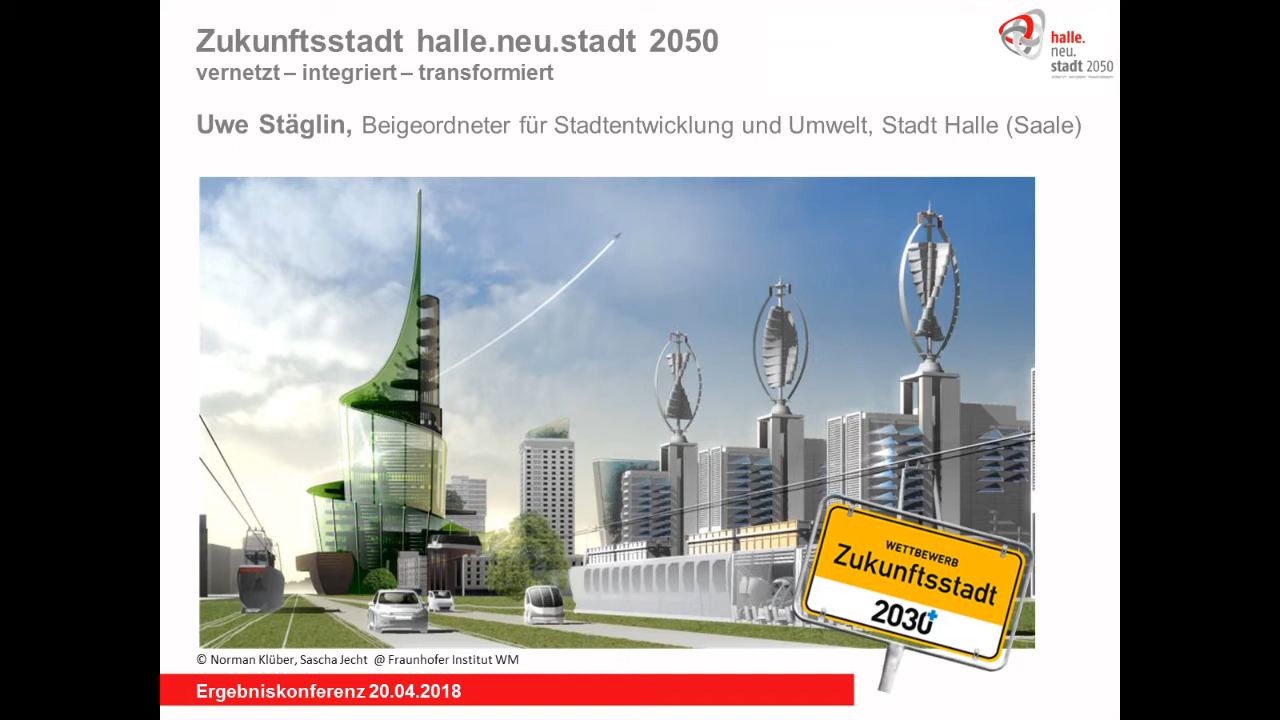 Zukunftsstadt halle.neu.stadt 2050
vernetzt – integriert – transformiert
halle.
neu.
stadt 2050
Uwe Stäglin, Beigeordneter für Stadtentwicklung und Umwelt, Stadt Halle (Saale)
WETTBEWERB
Zukunftsstadt
2030+
© Norman Klüber, Sascha Jecht @ Fraunhofer Institut WM
Ergebniskonferenz 20.04.2018